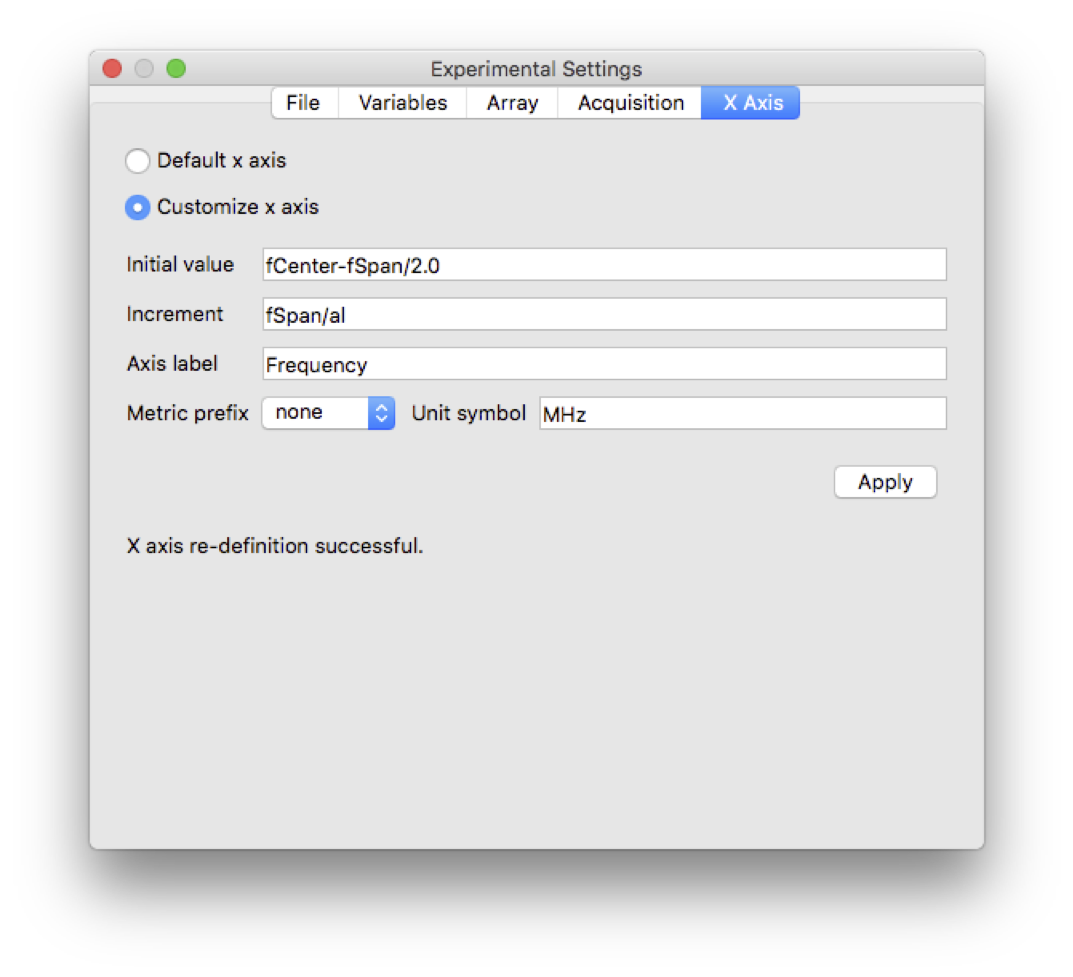 Experimental Settings
File Variables Array Acquisition X Axis
Default x axis
Customize x axis
Initial value fCenter-fSpan/2.0
Increment fSpan/al
Axis label Frequency
Metric prefix none Unit symbol MHz
Apply
X axis re-definition successful.